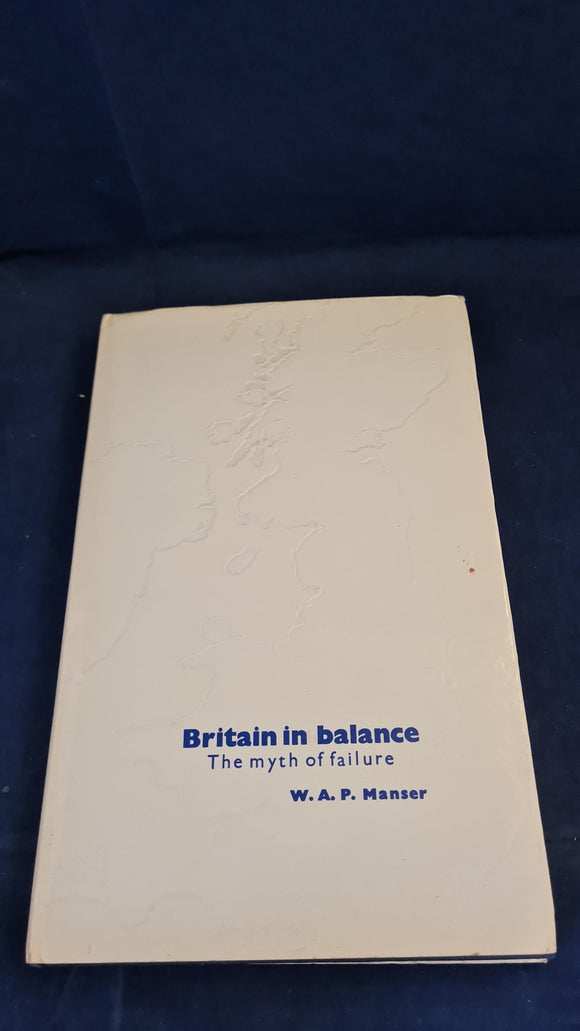 Britain in balance
The myth of failure
W. A. P. Manser